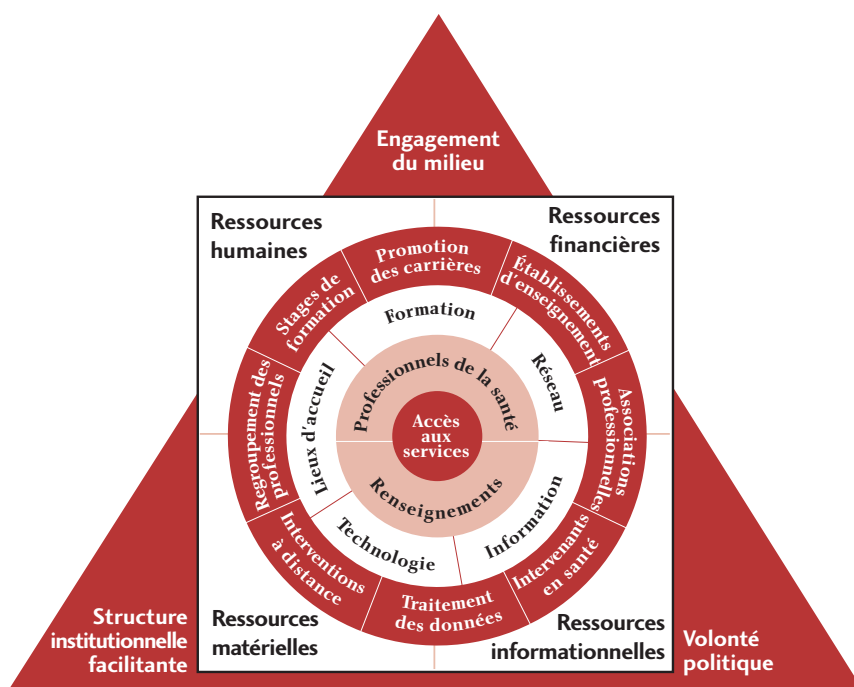 Engagement
du milieu
Ressources
humaines
Ressources
financières
Promotion
des carrières
Établissements
d'enseignement
Associations
professionnelles
Intervenants
en santé
Traitement
des données
Interventions
à distance
Regroupement des
professionnels
Stages de
formation
Formation
Réseau
Information
Technologie
Lieux d'accueil
Professionnels de la santé
Renseignements
Accès
aux
services
Ressources
matérielles
Ressources
informationnelles
Structure
institutionnelle
facilitante
Volonté
politique